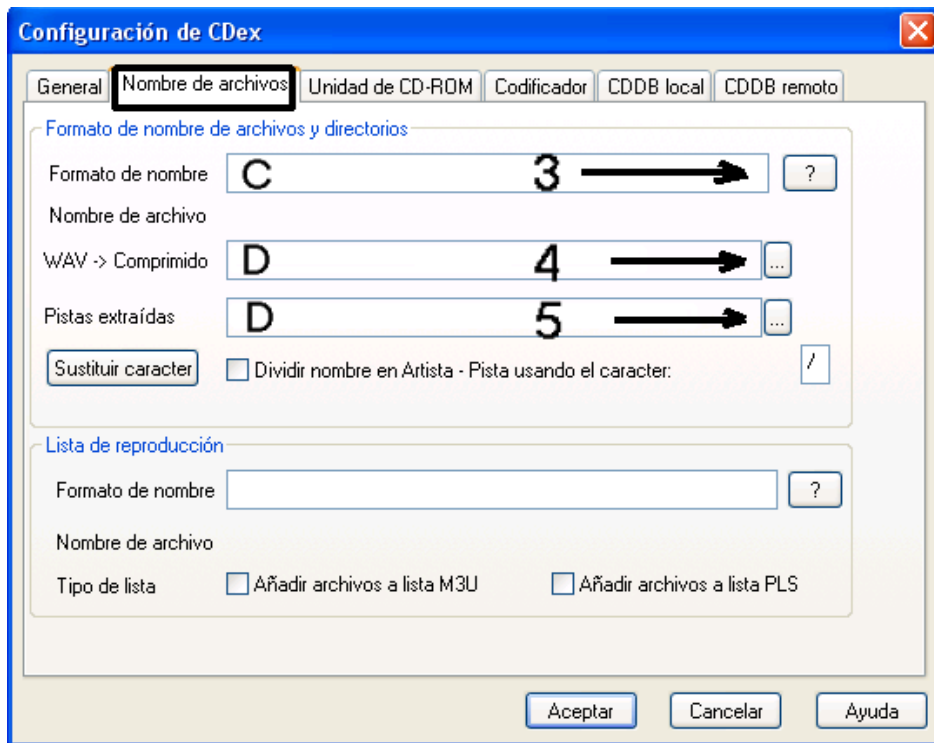 Configuración de CDex
General Nombre de archivos Unidad de CD-ROM Codificador CDDB local CDDB remoto
Formato de nombre de archivos y directorios
Formato de nombre C 3 ?
Nombre de archivo
WAV -> Comprimido D 4 ...
Pistas extraídas D 5 ...
Sustituir caracter Dividir nombre en Artista - Pista usando el caracter: /
Lista de reproducción
Formato de nombre ?
Nombre de archivo
Tipo de lista Añadir archivos a lista M3U Añadir archivos a lista PLS
Aceptar Cancelar Ayuda